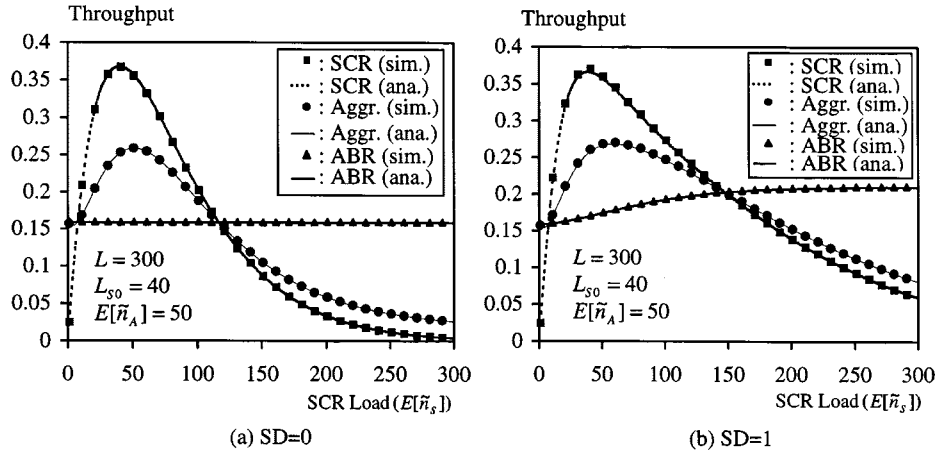 Throughput
0.4
0.35
0.3
0.25
0.2
0.15
0.1
0.05
0
: SCR (sim.)
: SCR (ana.)
: Aggr. (sim.)
: Aggr. (ana.)
: ABR (sim.)
: ABR (ana.)
L = 300
L_{S0} = 40
E[ñ_A] = 50
0 50 100 150 200 250 300
SCR Load (E[ñ_s])
(a) SD=0
Throughput
0.4
0.35
0.3
0.25
0.2
0.15
0.1
0.05
0
: SCR (sim.)
: SCR (ana.)
: Aggr. (sim.)
: Aggr. (ana.)
: ABR (sim.)
: ABR (ana.)
L = 300
L_{S0} = 40
E[ñ_A] = 50
0 50 100 150 200 250 300
SCR Load (E[ñ_s])
(b) SD=1